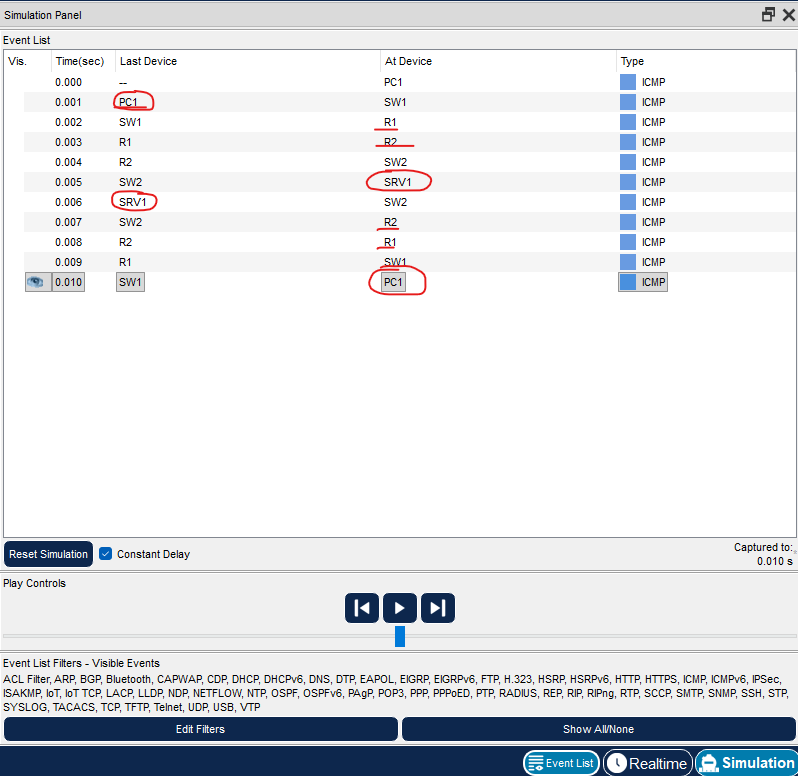 Simulation Panel
Event List
Vis. Time(sec) Last Device At Device Type
0.000 -- PC1 ICMP
0.001 PC1 SW1 ICMP
0.002 SW1 R1 ICMP
0.003 R1 R2 ICMP
0.004 R2 SW2 ICMP
0.005 SW2 SRV1 ICMP
0.006 SRV1 SW2 ICMP
0.007 SW2 R2 ICMP
0.008 R2 R1 ICMP
0.009 R1 SW1 ICMP
0.010 SW1 PC1 ICMP
Reset Simulation Constant Delay Captured to:
0.010 s
Play Controls
Event List Filters - Visible Events
ACL Filter, ARP, BGP, Bluetooth, CAPWAP, CDP, DHCP, DHCPv6, DNS, DTP, EAPOL, EIGRP, EIGRPv6, FTP, H.323, HSRP, HSRPv6, HTTP, HTTPS, ICMP, ICMPv6, IPSec,
ISAKMP, IoT, IoT TCP, LACP, LLDP, NDP, NETFLOW, NTP, OSPF, OSPFv6, PAgP, POP3, PPP, PPPoED, PTP, RADIUS, REP, RIP, RIPng, RTP, SCCP, SMTP, SNMP, SSH, STP,
SYSLOG, TACACS, TCP, TFTP, Telnet, UDP, USB, VTP
Edit Filters Show All/None
Event List Realtime Simulation